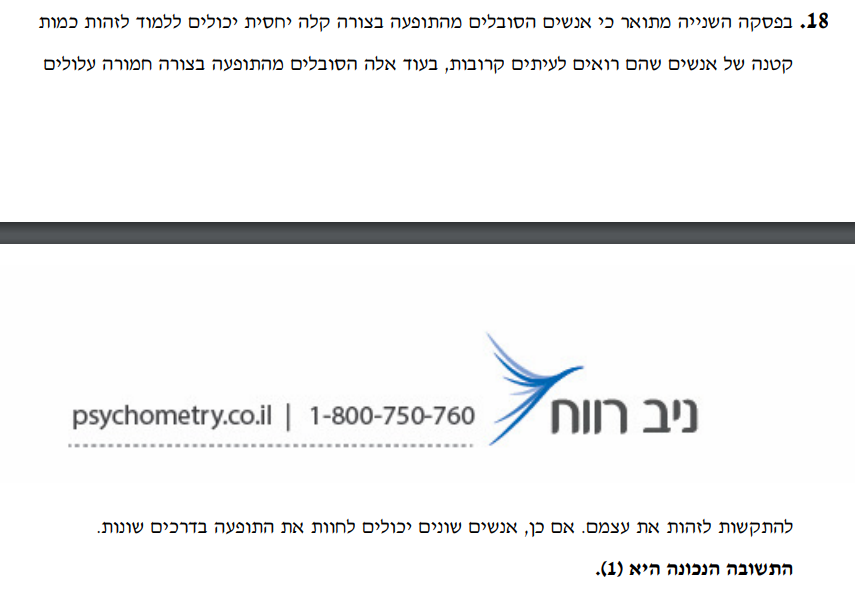 18. בפסקה השנייה מתואר כי אנשים הסובלים מהתופעה בצורה קלה יחסית יכולים ללמוד לזהות כמות
קטנה של אנשים שהם רואים לעיתים קרובות, בעוד אלה הסובלים מהתופעה בצורה חמורה עלולים
psychometry.co.il | 1-800-750-760
ניב רווח
להתקשות לזהות את עצמם. אם כן, אנשים שונים יכולים לחוות את התופעה בדרכים שונות.
התשובה הנכונה היא (1).